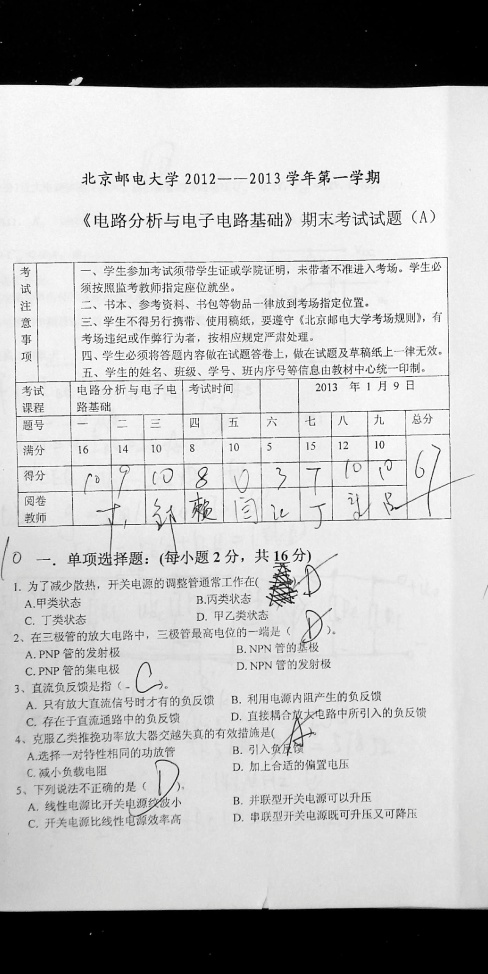 北京邮电大学 2012——2013 学年第一学期
《电路分析与电子电路基础》期末考试试题（A）
考试注意事项
一、学生参加考试须带学生证或学院证明，未带者不准进入考场。学生必
须按照监考教师指定座位就坐。
二、书本、参考资料、书包等物品一律放到考场指定位置。
三、学生不得另行携带、使用稿纸，要遵守《北京邮电大学考场规则》，有
考场违纪或作弊行为者，按相应规定严肃处理。
四、学生必须将答题内容做在试题答卷上，做在试题及草稿纸上一律无效。
五、学生的姓名、班级、学号、班内序号等信息由教材中心统一印制。
考试课程 电路分析与电子电路基础 考试时间 2013 年 1 月 9 日
题号 一 二 三 四 五 六 七 八 九 总分
满分 16 14 10 8 10 5 15 12 10
得分 10 9 10 8 0 3 7 10 10 67
阅卷教师
10 一．单项选择题：(每小题 2 分，共 16 分)
1. 为了减少散热，开关电源的调整管通常工作在( D )
A.甲类状态 B.丙类状态
C. 丁类状态 D. 甲乙类状态
2、在三极管的放大电路中，三极管最高电位的一端是（ D ）。
A. PNP 管的发射极 B. NPN 管的基极
C. PNP 管的集电极 D. NPN 管的发射极
3、直流负反馈是指（ C ）。
A. 只有放大直流信号时才有的负反馈 B. 利用电源内阻产生的负反馈
C. 存在于直流通路中的负反馈 D. 直接耦合放大电路中所引入的负反馈
4、克服乙类推挽功率放大器交越失真的有效措施是( A )。
A.选择一对特性相同的功放管 B. 引入负反馈
C.减小负载电阻 D. 加上合适的偏置电压
5、下列说法不正确的是（ D ）。
A. 线性电源比开关电源纹波小 B. 并联型开关电源可以升压
C. 开关电源比线性电源效率高 D. 串联型开关电源既可升压又可降压